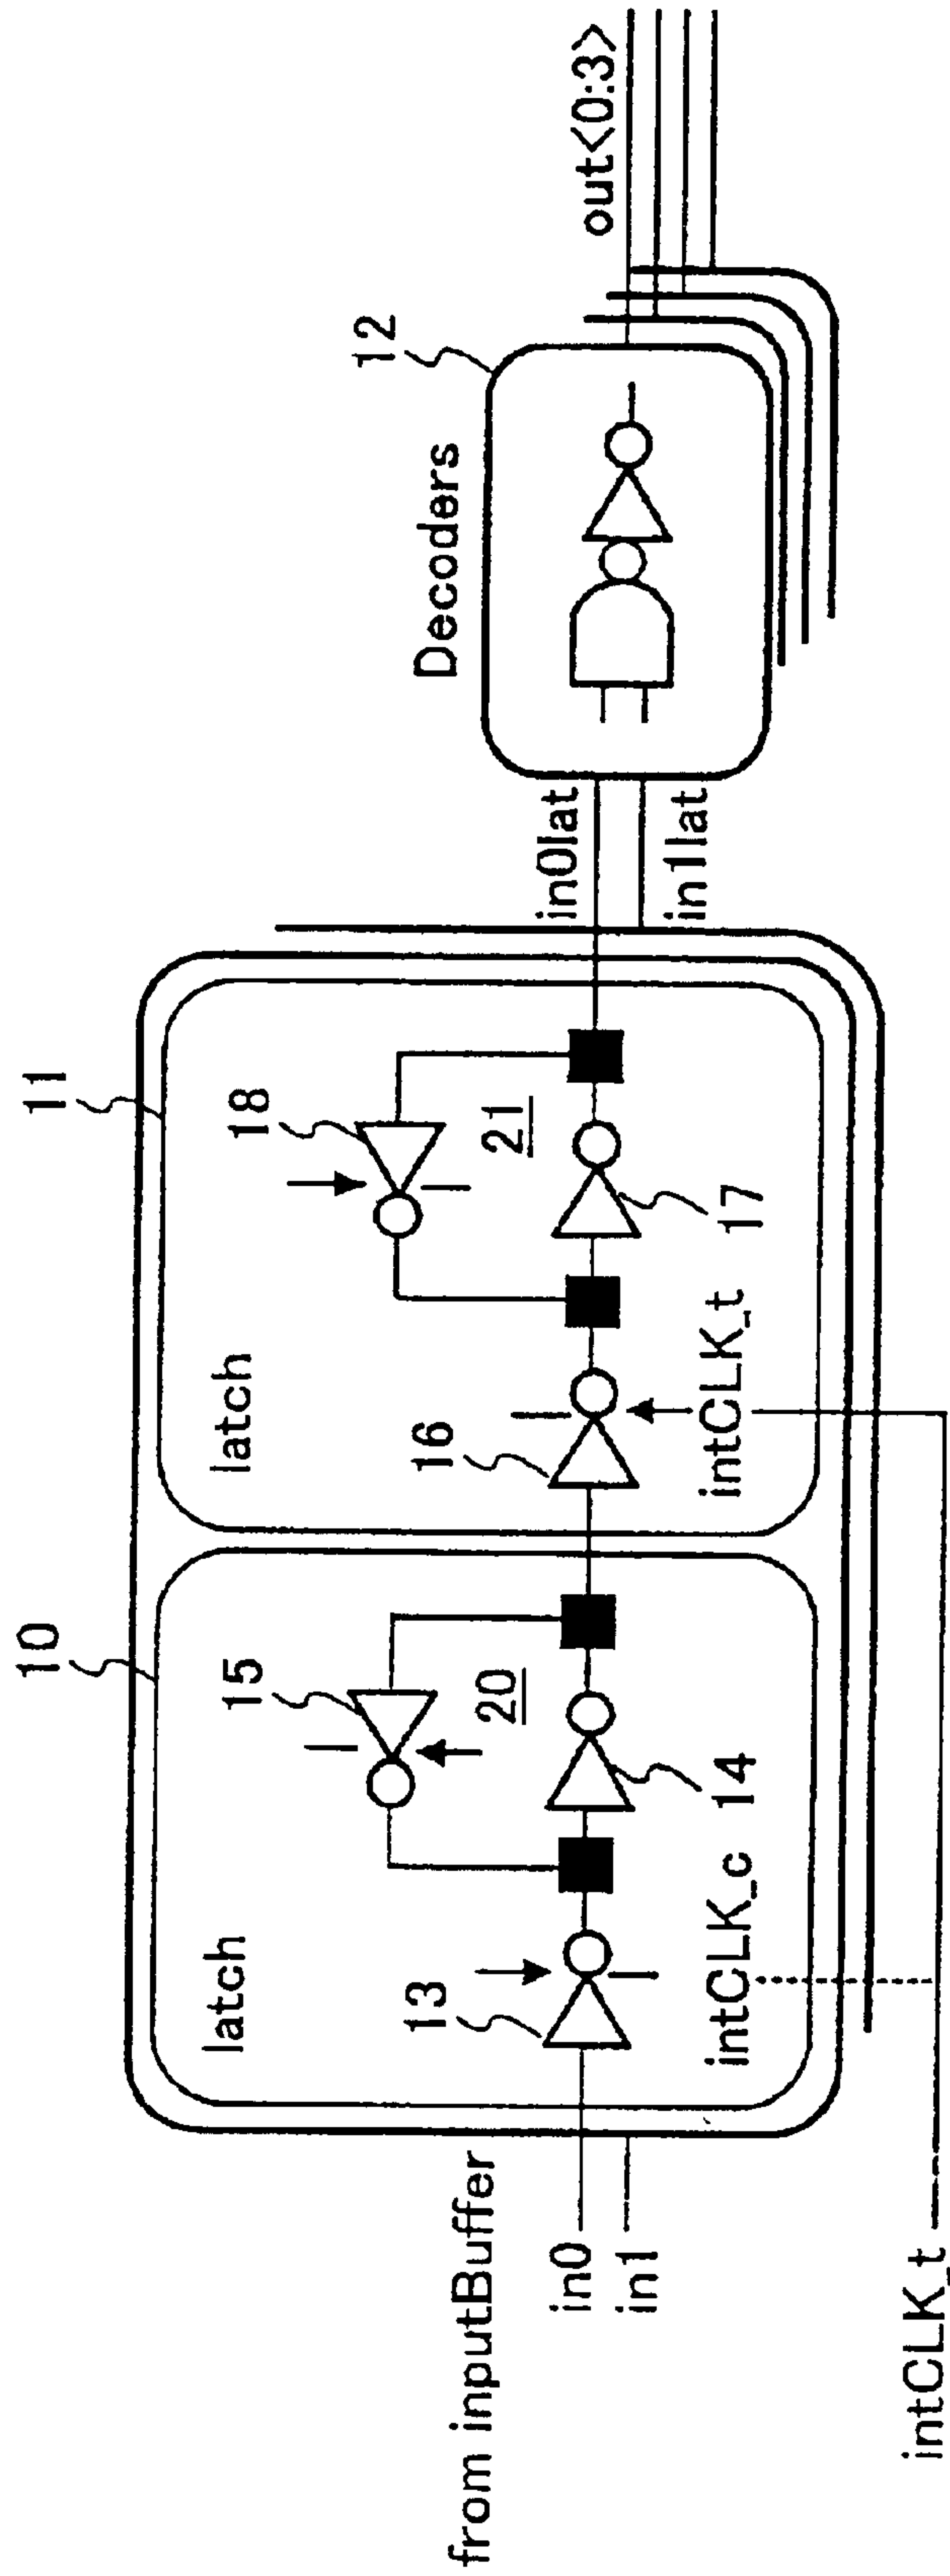 from inputBuffer
in0
in1
intCLK_t
10
latch
15
20
13
14
intCLK_c
11
latch
18
21
16
17
intCLK_t
in0lat
in1lat
Decoders
12
out<0:3>